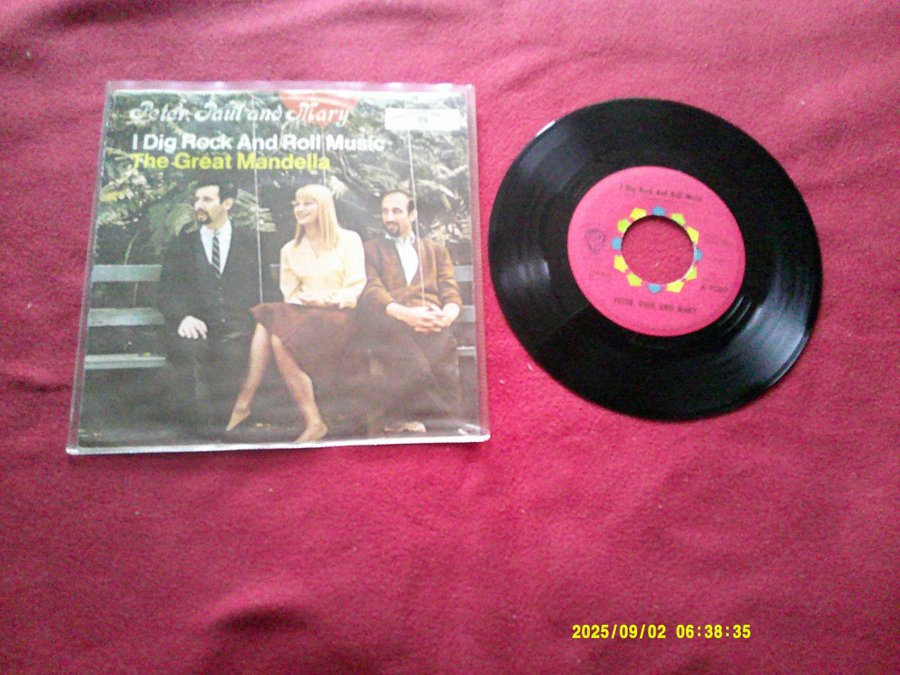 Peter, Paul and Mary
I Dig Rock And Roll Music
The Great Mandella
I Dig Rock And Roll Music
PETER, PAUL AND MARY
2025/09/02 06:38:35